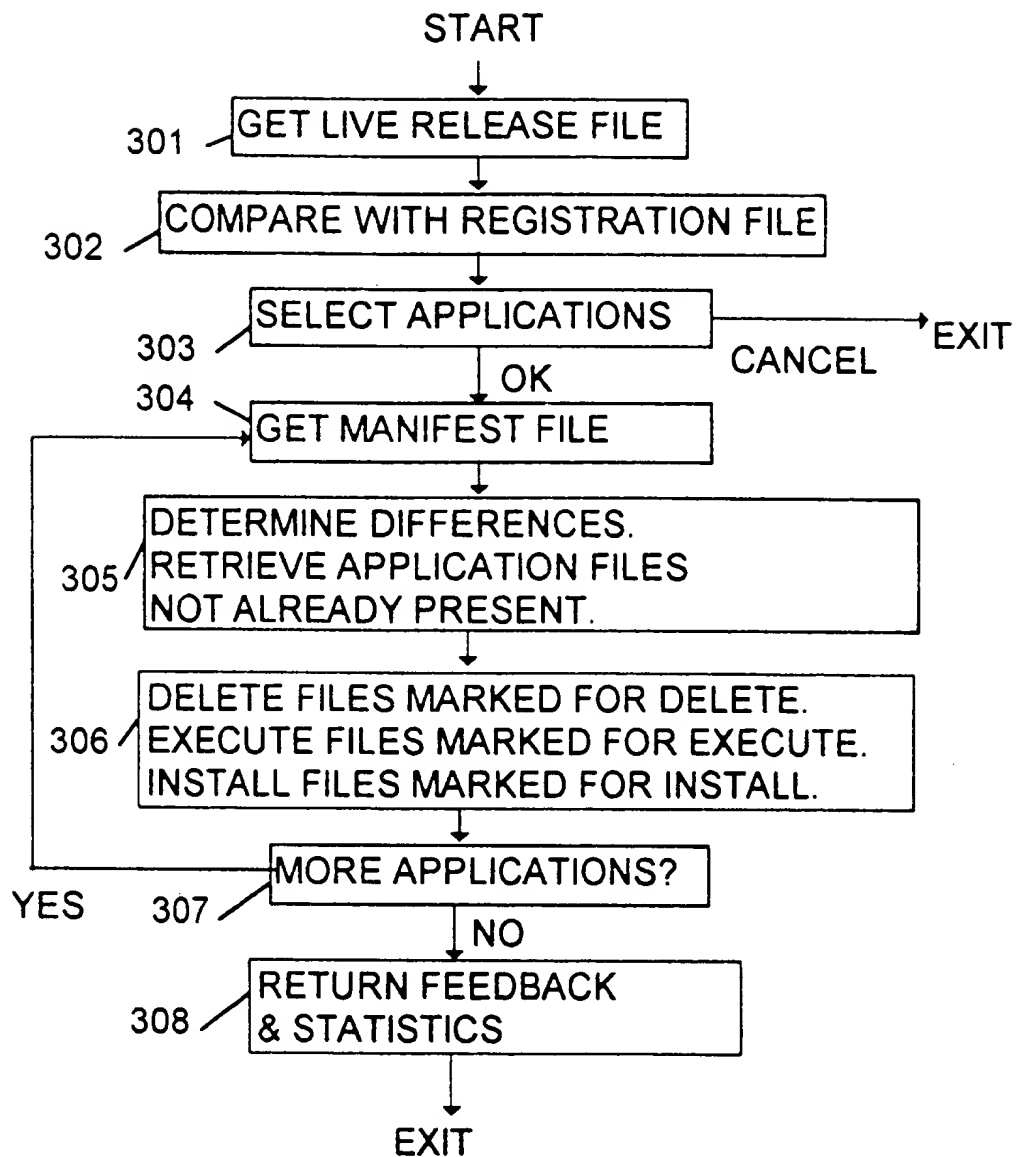 START
301
GET LIVE RELEASE FILE
302
COMPARE WITH REGISTRATION FILE
303
SELECT APPLICATIONS
EXIT
CANCEL
OK
304
GET MANIFEST FILE
305
DETERMINE DIFFERENCES.
RETRIEVE APPLICATION FILES
NOT ALREADY PRESENT.
306
DELETE FILES MARKED FOR DELETE.
EXECUTE FILES MARKED FOR EXECUTE.
INSTALL FILES MARKED FOR INSTALL.
MORE APPLICATIONS?
YES
307
NO
308
RETURN FEEDBACK
& STATISTICS
EXIT